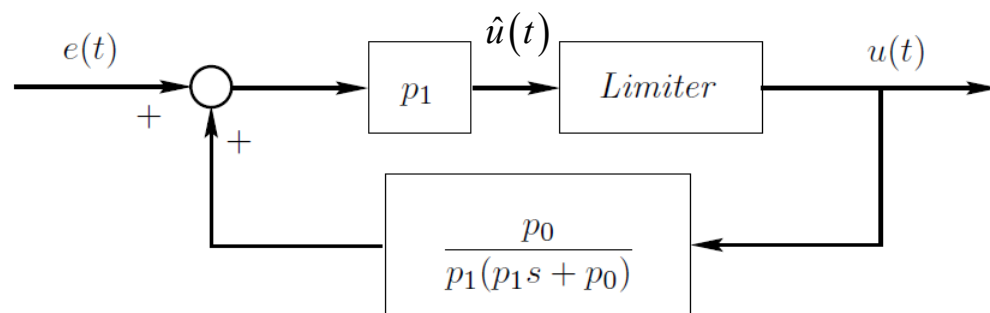 e(t)
+
+
p₁
û(t)
Limiter
u(t)
p₀
p₁(p₁s + p₀)